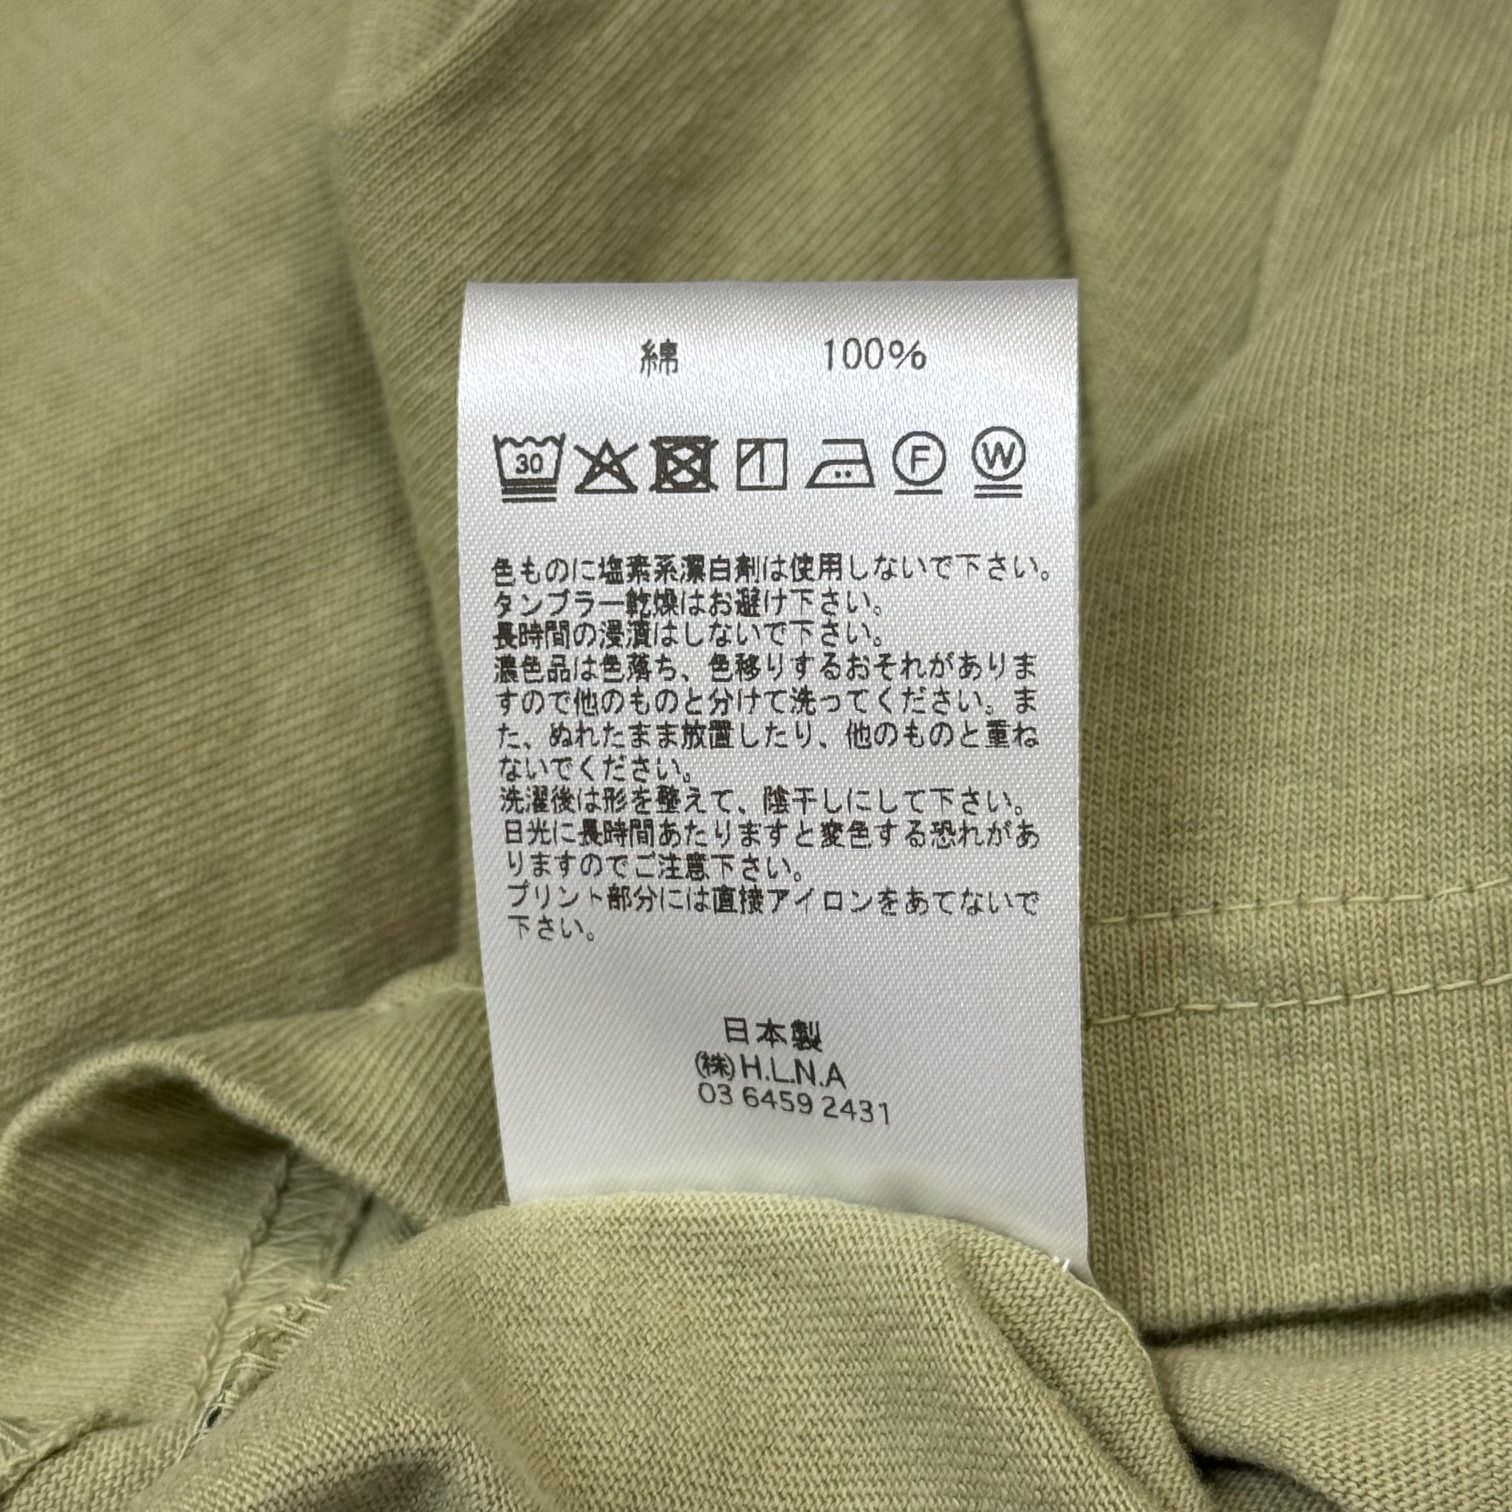 綿 100%
30 F W
色ものに塩素系漂白剤は使用しないで下さい。
タンブラー乾燥はお避け下さい。
長時間の浸漬はしないで下さい。
濃色品は色落ち、色移りするおそれがありま
すので他のものと分けて洗ってください。ま
た、ぬれたまま放置したり、他のものと重ね
ないでください。
洗濯後は形を整えて、陰干しにして下さい。
日光に長時間あたりますと変色する恐れがあ
りますのでご注意下さい。
プリント部分には直接アイロンをあてないで
下さい。
日本製
(株)H.L.N.A
03 6459 2431